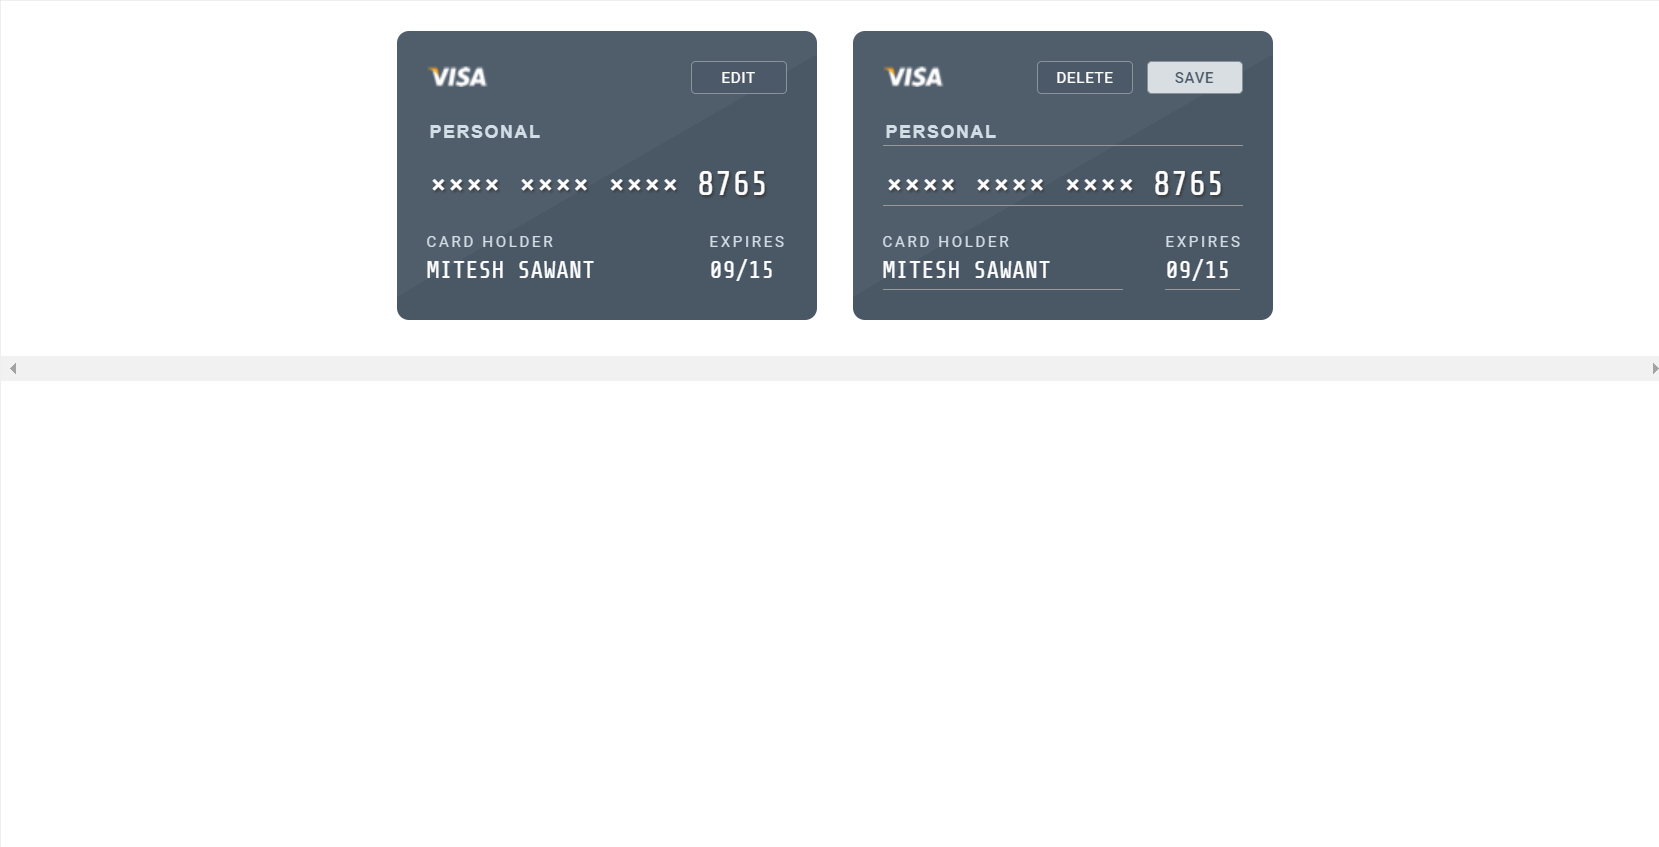 VISA
EDIT
PERSONAL
×××× ×××× ×××× 8765
CARD HOLDER
EXPIRES
MITESH SAWANT
09/15
VISA
DELETE
SAVE
PERSONAL
×××× ×××× ×××× 8765
CARD HOLDER
EXPIRES
MITESH SAWANT
09/15